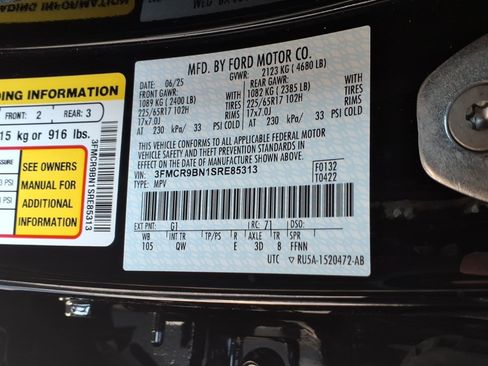 MFD. BY FORD MOTOR CO.
DATE: 06/25 GVWR: 2123 KG ( 4680 LB)
FRONT GAWR: REAR GAWR:
1089 KG ( 2400 LB) WITH 1082 KG ( 2385 LB) WITH
225/65R17 102H TIRES 225/65R17 102H TIRES
17x7.0J RIMS 17x7.0J RIMS
AT 230 kPa/ 33 PSI COLD AT 230 kPa/ 33 PSI COLD
THIS VEHICLE CONFORMS TO ALL APPLICABLE FEDERAL MOTOR
VEHICLE SAFETY, BUMPER, AND THEFT PREVENTION STANDARDS IN
EFFECT ON THE DATE OF MANUFACTURE SHOWN ABOVE.
VIN: 3FMCR9BN1SRE85313 F0132
TYPE: MPV T0422
EXT PNT: G1 RC: 71 DSO:
WB INT TR TP/PS R AXLE TR SPR
105 QW E 3D 8 FFNN
UTC ▽ RU5A-1520472-AB
DING INFORMATION
FRONT: 2 REAR: 3
15 kg or 916 lbs.
SEE OWNERS
MANUAL FOR
ADDITIONAL
INFORMATION
3FMCR9BN1SRE85313